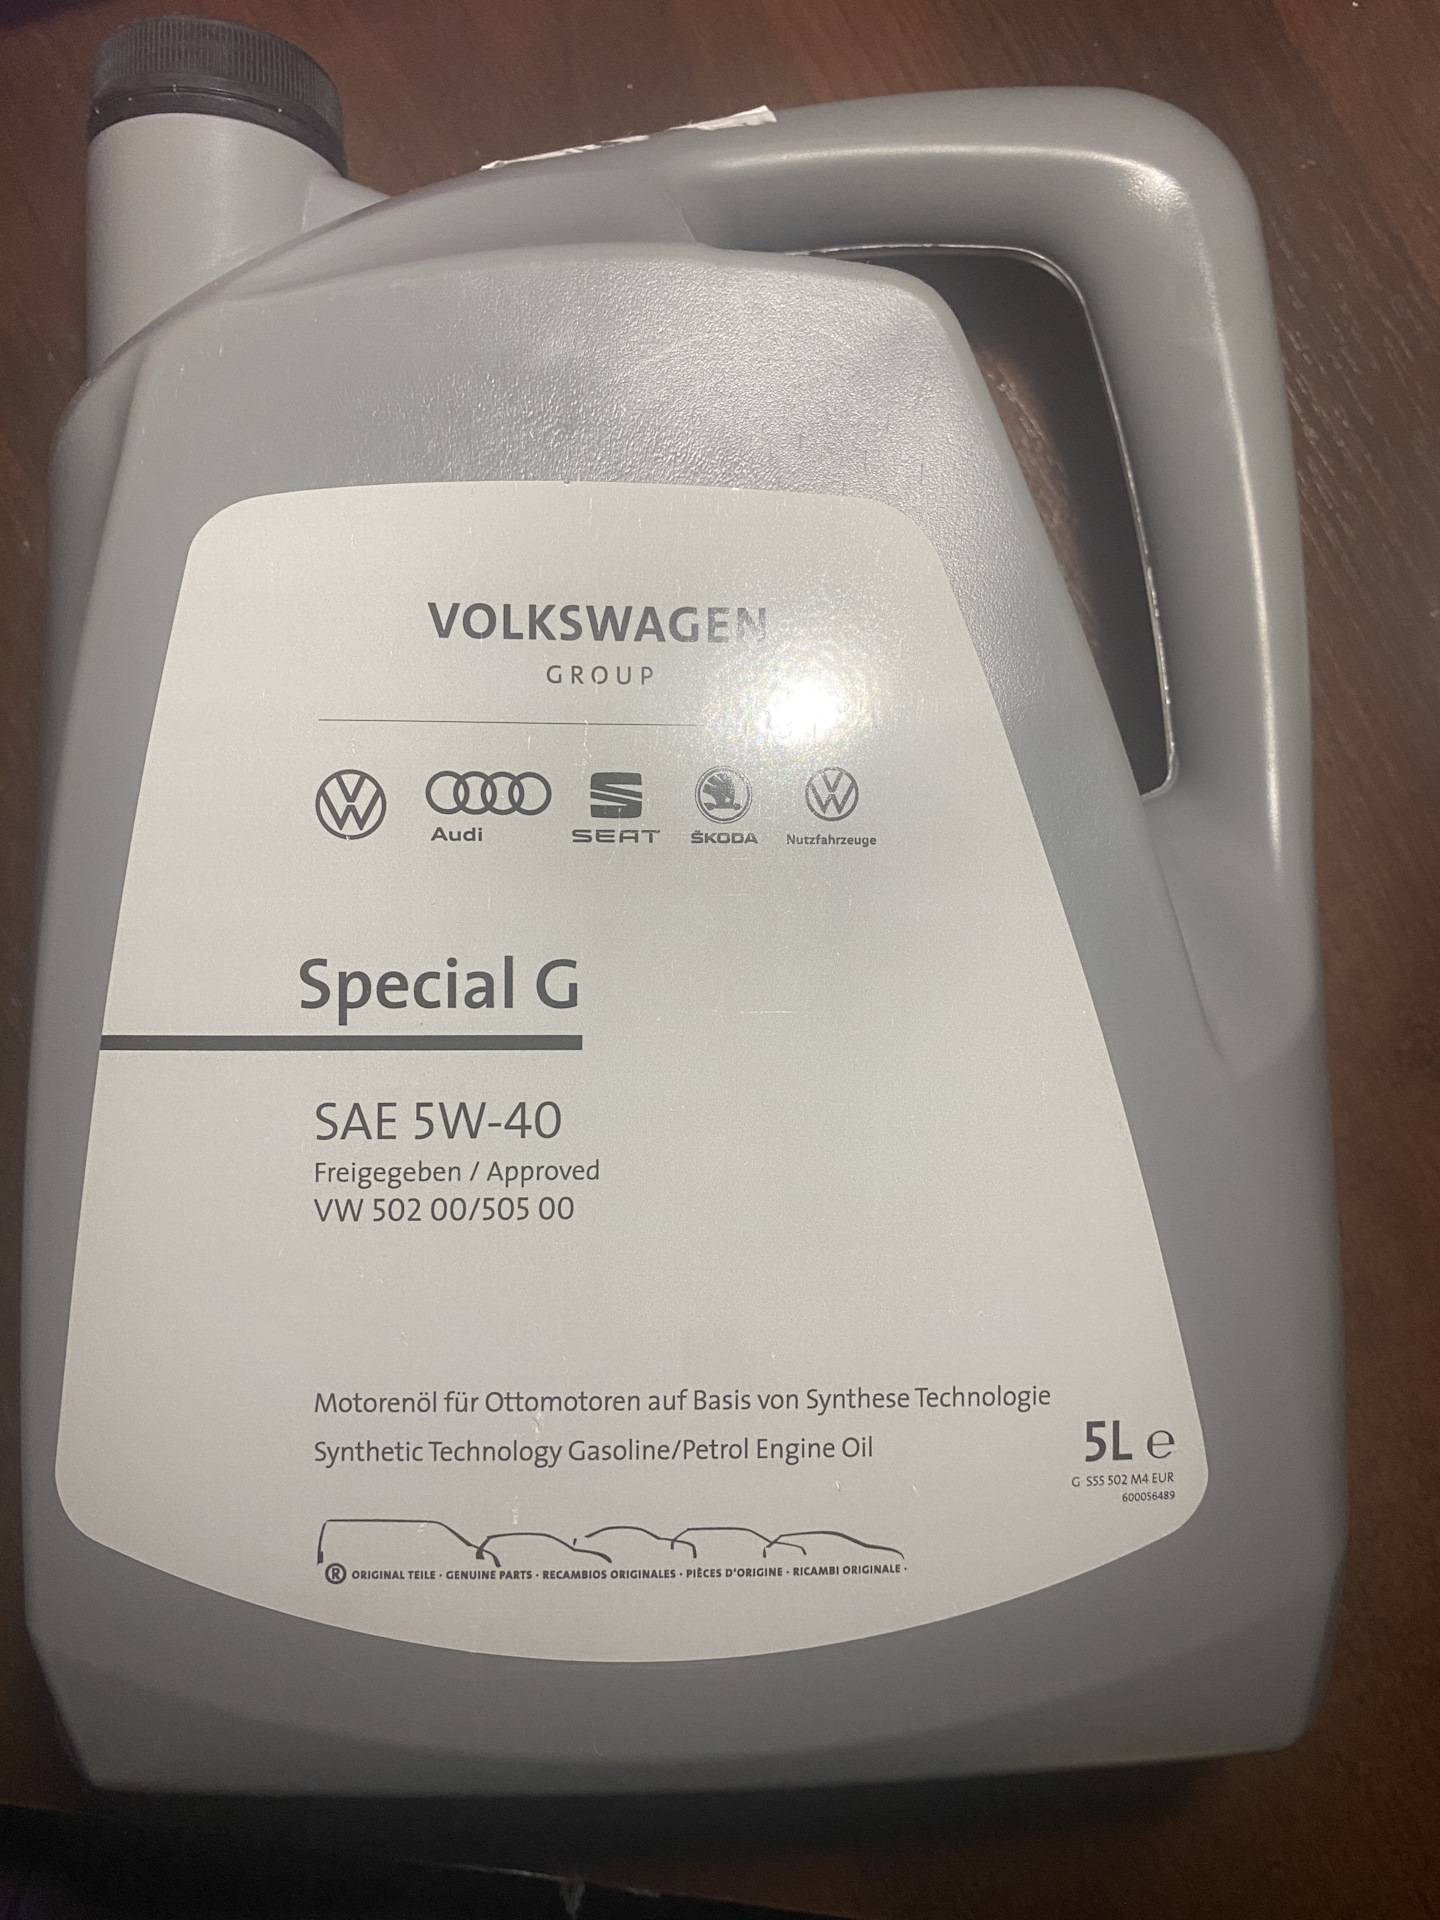 VOLKSWAGEN
GROUP
Audi SEAT ŠKODA Nutzfahrzeuge
Special G
SAE 5W-40
Freigegeben / Approved
VW 502 00/505 00
Motorenöl für Ottomotoren auf Basis von Synthese Technologie
Synthetic Technology Gasoline/Petrol Engine Oil
5L ℮
G S55 502 M4 EUR
600056489
® ORIGINAL TEILE · GENUINE PARTS · RECAMBIOS ORIGINALES · PIÈCES D'ORIGINE · RICAMBI ORIGINALE ·